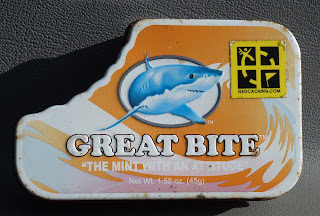 GEOCACHING.COM
GREAT BITE
"THE MINT WITH AN ATTITUDE"
Net Wt. 1.58 oz. (45g)